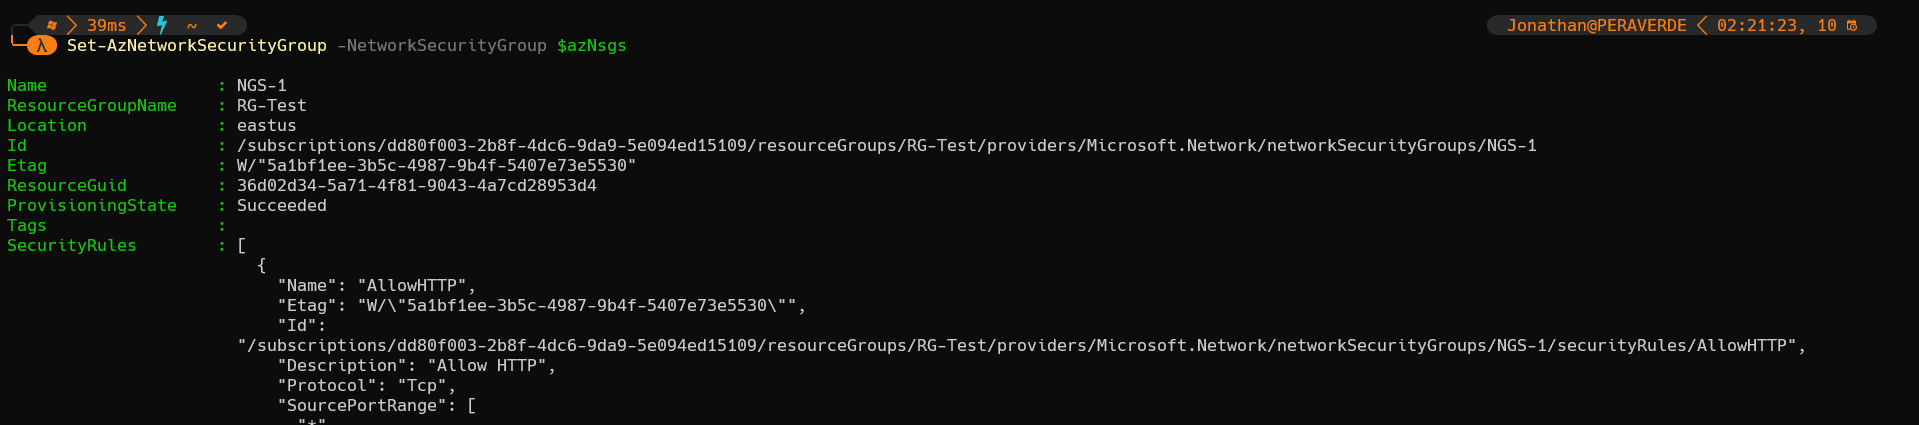 39ms ~ Jonathan@PERAVERDE 02:21:23, 10
λ Set-AzNetworkSecurityGroup -NetworkSecurityGroup $azNsgs
Name : NGS-1
ResourceGroupName : RG-Test
Location : eastus
Id : /subscriptions/dd80f003-2b8f-4dc6-9da9-5e094ed15109/resourceGroups/RG-Test/providers/Microsoft.Network/networkSecurityGroups/NGS-1
Etag : W/"5a1bf1ee-3b5c-4987-9b4f-5407e73e5530"
ResourceGuid : 36d02d34-5a71-4f81-9043-4a7cd28953d4
ProvisioningState : Succeeded
Tags :
SecurityRules : [
{
"Name": "AllowHTTP",
"Etag": "W/\"5a1bf1ee-3b5c-4987-9b4f-5407e73e5530\"",
"Id":
"/subscriptions/dd80f003-2b8f-4dc6-9da9-5e094ed15109/resourceGroups/RG-Test/providers/Microsoft.Network/networkSecurityGroups/NGS-1/securityRules/AllowHTTP",
"Description": "Allow HTTP",
"Protocol": "Tcp",
"SourcePortRange": [
"*"